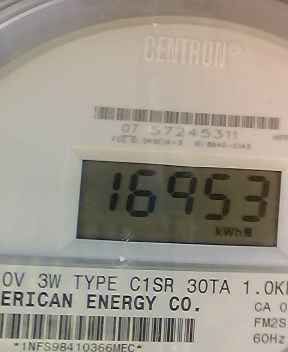 CENTRON®
07 57245311
16953
kWh
0V 3W TYPE C1SR 30TA 1.0K
ERICAN ENERGY CO.
CA 0
FM2S
60Hz
*1NFS98410366MEC*